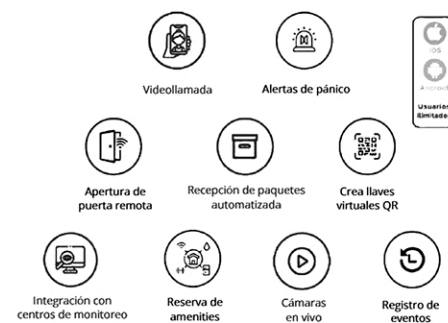 iOS
Android
Usuarios
ilimitados
Videollamada
Alertas de pánico
Apertura de
puerta remota
Recepción de paquetes
automatizada
Crea llaves
virtuales QR
Integración con
centros de monitoreo
Reserva de
amenities
Cámaras
en vivo
Registro de
eventos